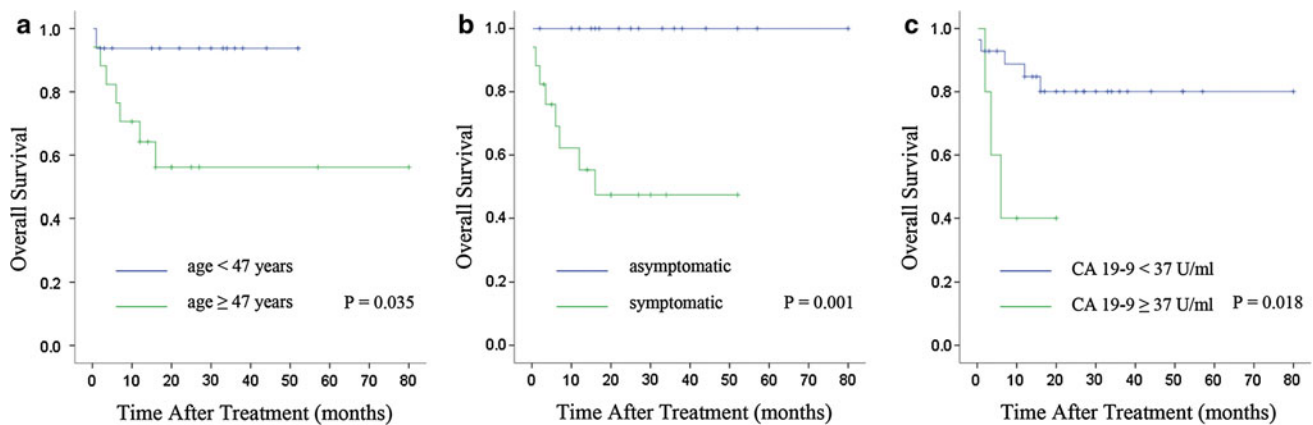 a
Overall Survival
1.0
0.8
0.6
0.4
0.2
0.0
age < 47 years
age ≥ 47 years
P = 0.035
0 10 20 30 40 50 60 70 80
Time After Treatment (months)
b
Overall Survival
1.0
0.8
0.6
0.4
0.2
0.0
asymptomatic
symptomatic
P = 0.001
0 10 20 30 40 50 60 70 80
Time After Treatment (months)
c
Overall Survival
1.0
0.8
0.6
0.4
0.2
0.0
CA 19-9 < 37 U/ml
CA 19-9 ≥ 37 U/ml
P = 0.018
0 10 20 30 40 50 60 70 80
Time After Treatment (months)